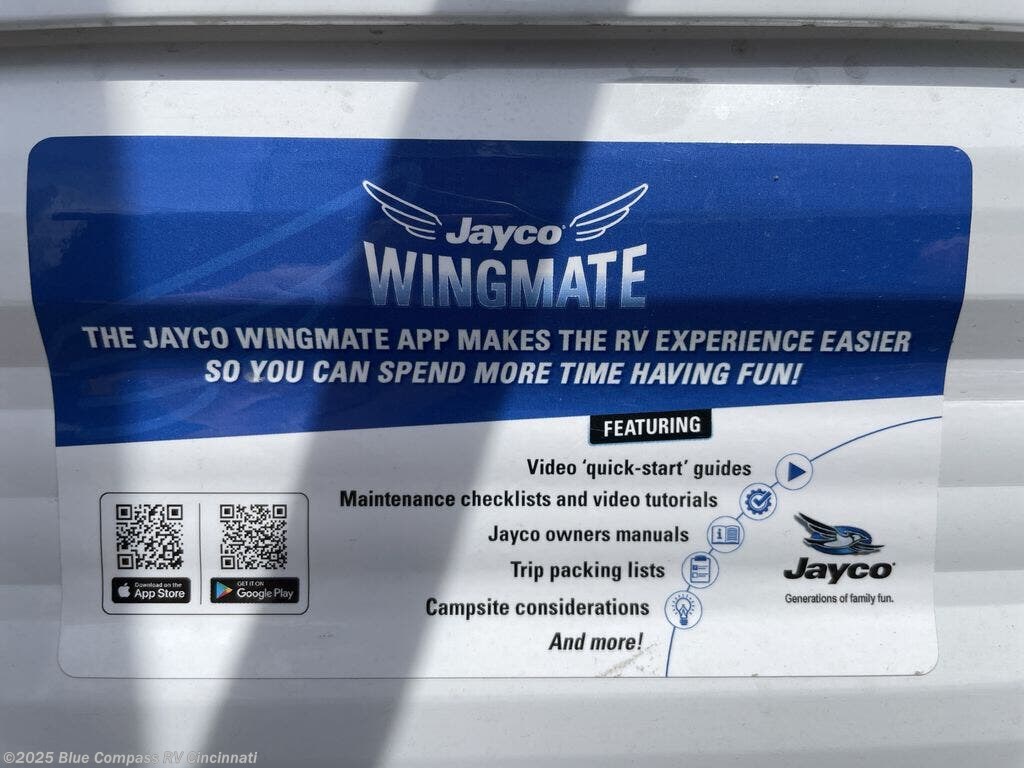 Jayco
WINGMATE
THE JAYCO WINGMATE APP MAKES THE RV EXPERIENCE EASIER
SO YOU CAN SPEND MORE TIME HAVING FUN!
FEATURING
Video ‘quick-start’ guides
Maintenance checklists and video tutorials
Jayco owners manuals
Trip packing lists
Campsite considerations
And more!
Download on the
App Store
GET IT ON
Google Play
Jayco
Generations of family fun.
©2025 Blue Compass RV Cincinnati